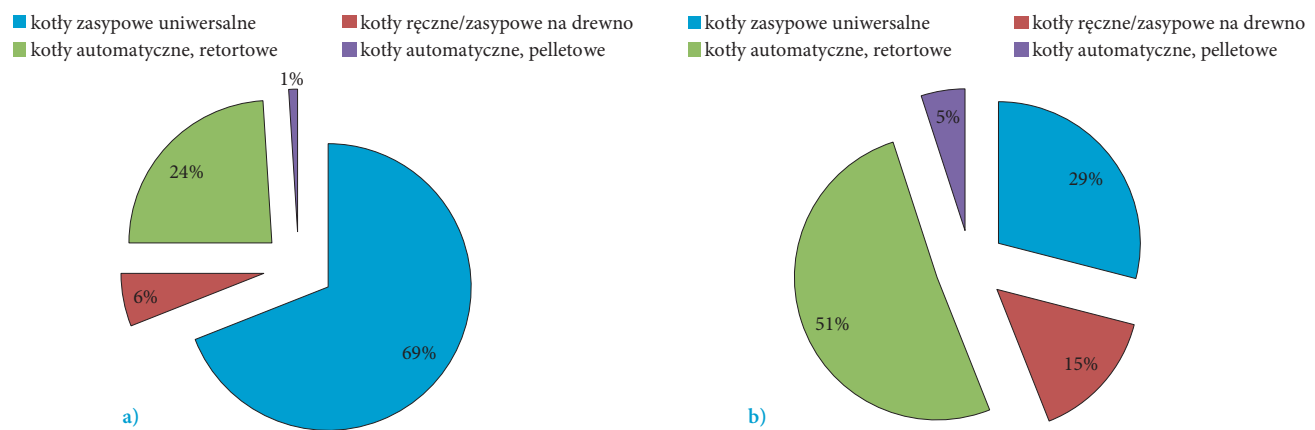 kotły zasypowe uniwersalne
kotły ręczne/zasypowe na drewno
kotły automatyczne, retortowe
kotły automatyczne, pelletowe
1%
24%
6%
69%
a)
kotły zasypowe uniwersalne
kotły ręczne/zasypowe na drewno
kotły automatyczne, retortowe
kotły automatyczne, pelletowe
5%
29%
51%
15%
b)